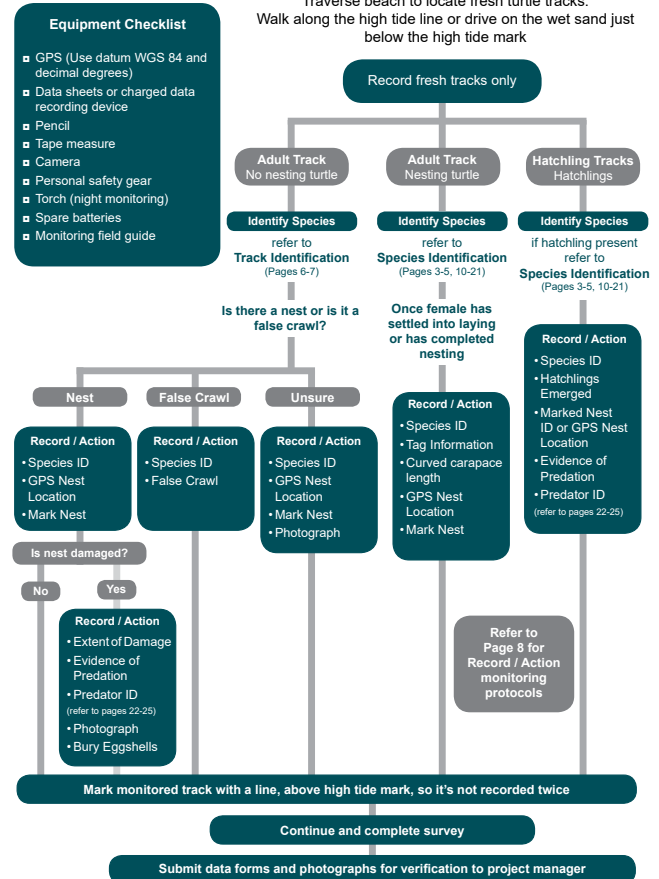 Equipment Checklist
GPS (Use datum WGS 84 and
decimal degrees)
Data sheets or charged data
recording device
Pencil
Tape measure
Camera
Personal safety gear
Torch (night monitoring)
Spare batteries
Monitoring field guide
Traverse beach to locate fresh turtle tracks.
Walk along the high tide line or drive on the wet sand just
below the high tide mark
Record fresh tracks only
Adult Track
No nesting turtle
Identify Species
refer to
Track Identification
(Pages 6-7)
Is there a nest or is it a
false crawl?
Adult Track
Nesting turtle
Identify Species
refer to
Species Identification
(Pages 3-5, 10-21)
Once female has
settled into laying
or has completed
nesting
Hatchling Tracks
Hatchlings
Identify Species
if hatchling present
refer to
Species Identification
(Pages 3-5, 10-21)
Nest
Record / Action
• Species ID
• GPS Nest
Location
• Mark Nest
False Crawl
Record / Action
• Species ID
• False Crawl
Unsure
Record / Action
• Species ID
• GPS Nest
Location
• Mark Nest
• Photograph
Record / Action
• Species ID
• Tag Information
• Curved carapace
length
• GPS Nest
Location
• Mark Nest
Record / Action
• Species ID
• Hatchlings
Emerged
• Marked Nest
ID or GPS Nest
Location
• Evidence of
Predation
• Predator ID
(refer to pages 22-25)
Is nest damaged?
No
Yes
Record / Action
• Extent of Damage
• Evidence of
Predation
• Predator ID
(refer to pages 22-25)
• Photograph
• Bury Eggshells
Refer to
Page 8 for
Record / Action
monitoring
protocols
Mark monitored track with a line, above high tide mark, so it's not recorded twice
Continue and complete survey
Submit data forms and photographs for verification to project manager